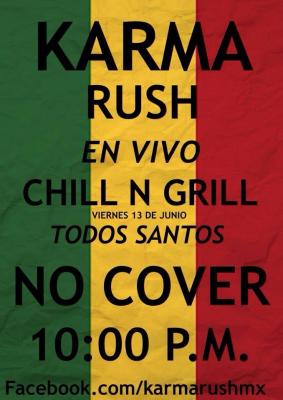 KARMA
RUSH
EN VIVO
CHILL N GRILL
VIERNES 13 DE JUNIO
TODOS SANTOS
NO COVER
10:00 P.M.
Facebook.com/karmarushmx